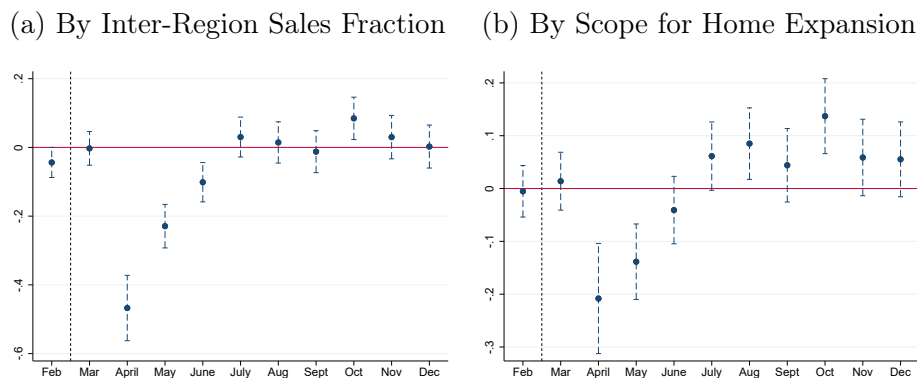 (a) By Inter-Region Sales Fraction
(b) By Scope for Home Expansion
.2
0
-.2
-.4
-.6
Feb Mar April May June July Aug Sept Oct Nov Dec
.2
.1
0
-.1
-.2
-.3
Feb Mar April May June July Aug Sept Oct Nov Dec